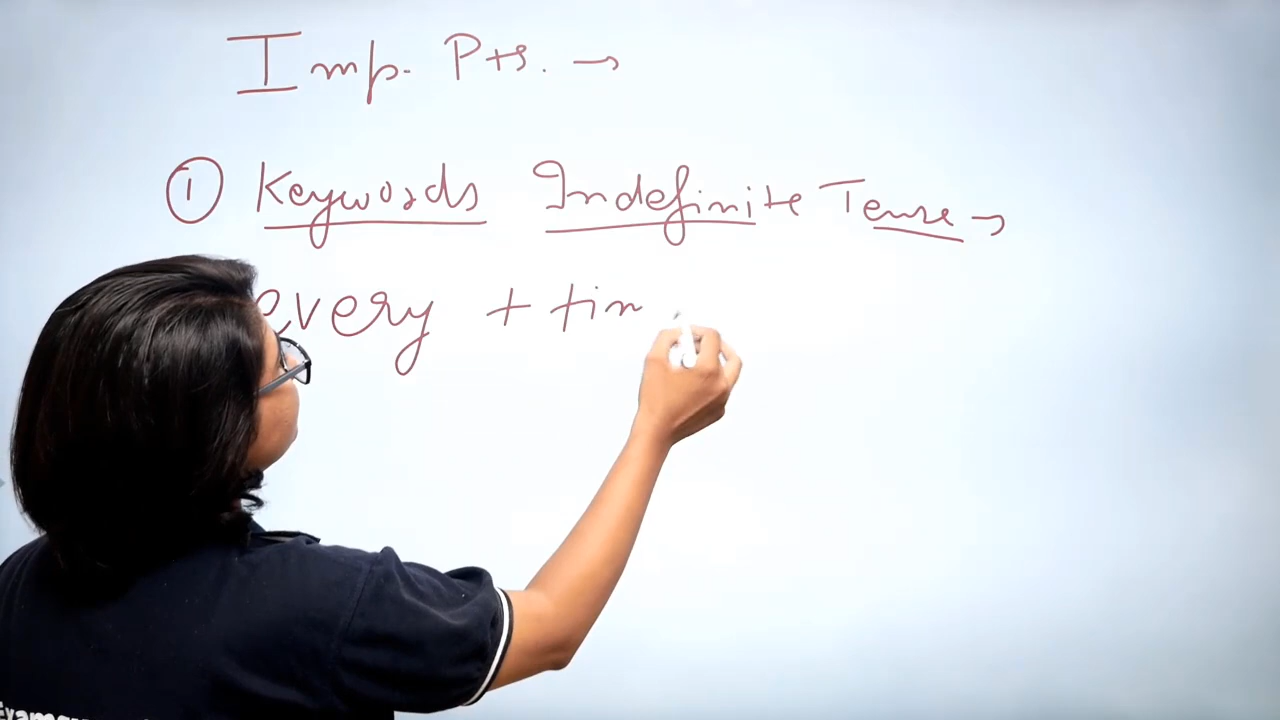 Imp. Pts. →
① Keywords Indefinite Tense →
every + tim